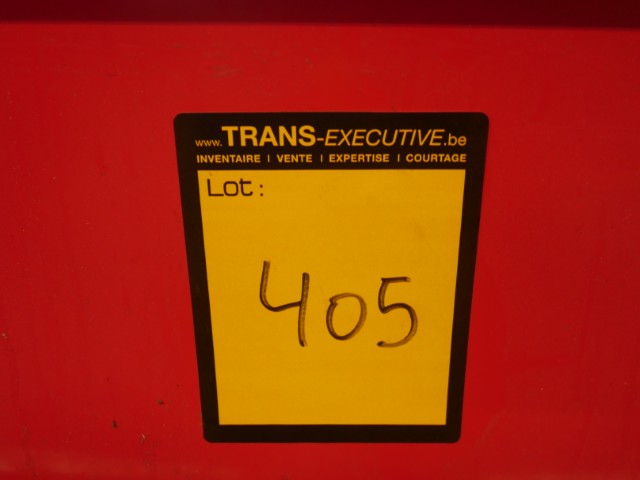 www.TRANS-EXECUTIVE.be
INVENTAIRE I VENTE I EXPERTISE I COURTAGE
Lot :
405